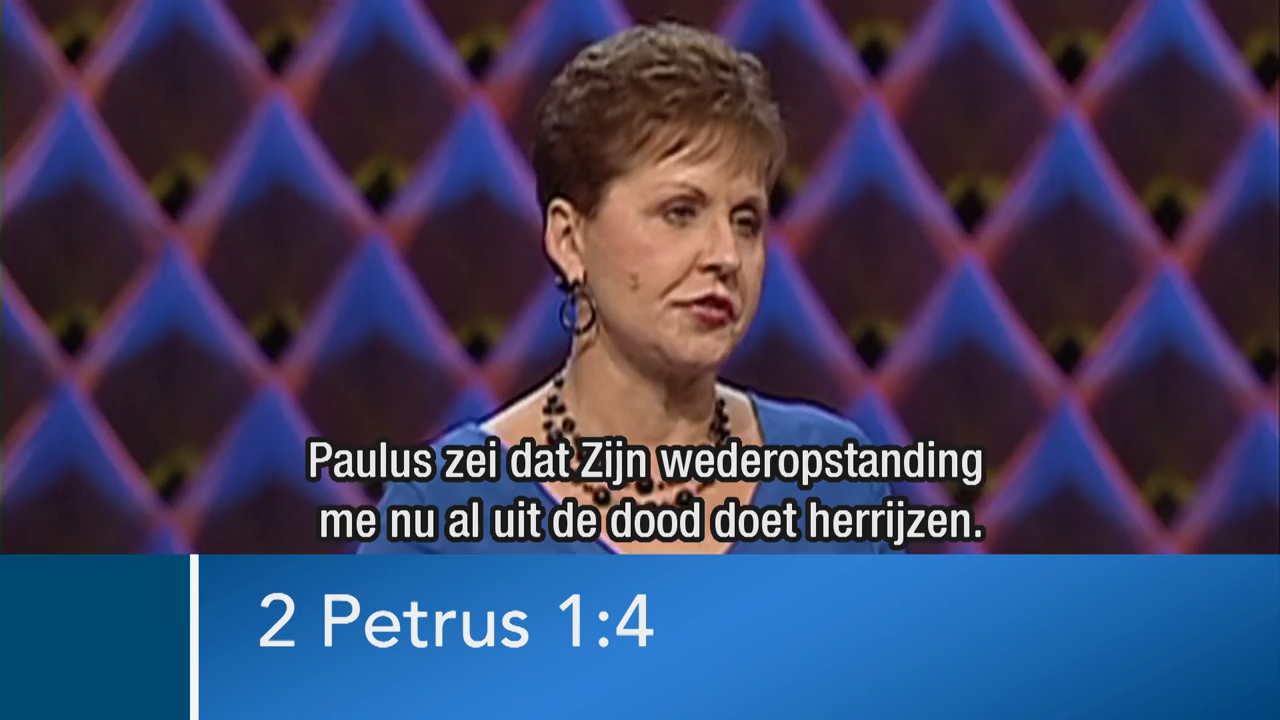 Paulus zei dat Zijn wederopstanding
me nu al uit de dood doet herrijzen.
2 Petrus 1:4